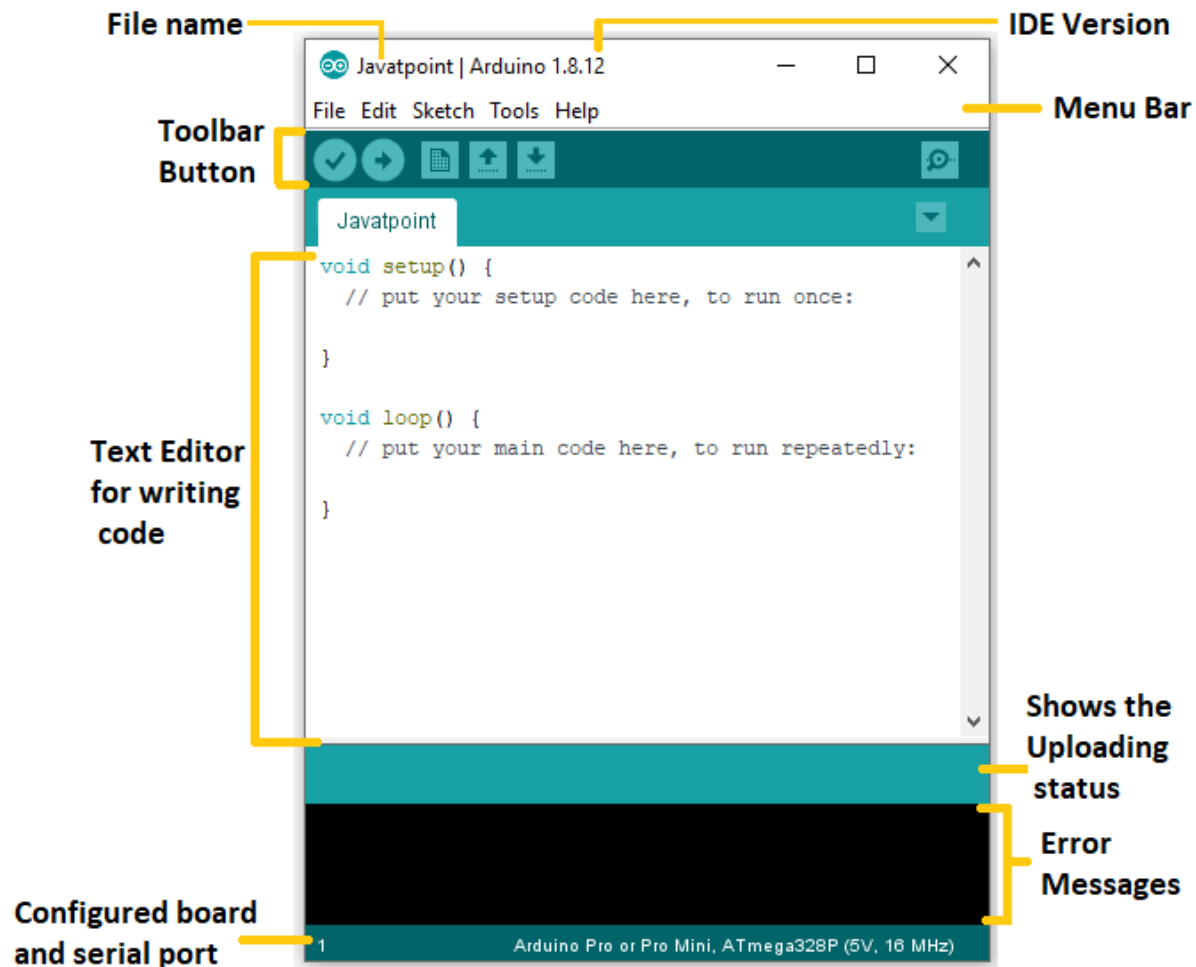 File name
IDE Version
Javatpoint | Arduino 1.8.12
File Edit Sketch Tools Help
Menu Bar
Toolbar
Button
Javatpoint
void setup() {
  // put your setup code here, to run once:
}
void loop() {
  // put your main code here, to run repeatedly:
}
Text Editor
for writing
code
Shows the
Uploading
status
Error
Messages
Configured board
and serial port
1
Arduino Pro or Pro Mini, ATmega328P (5V, 16 MHz)